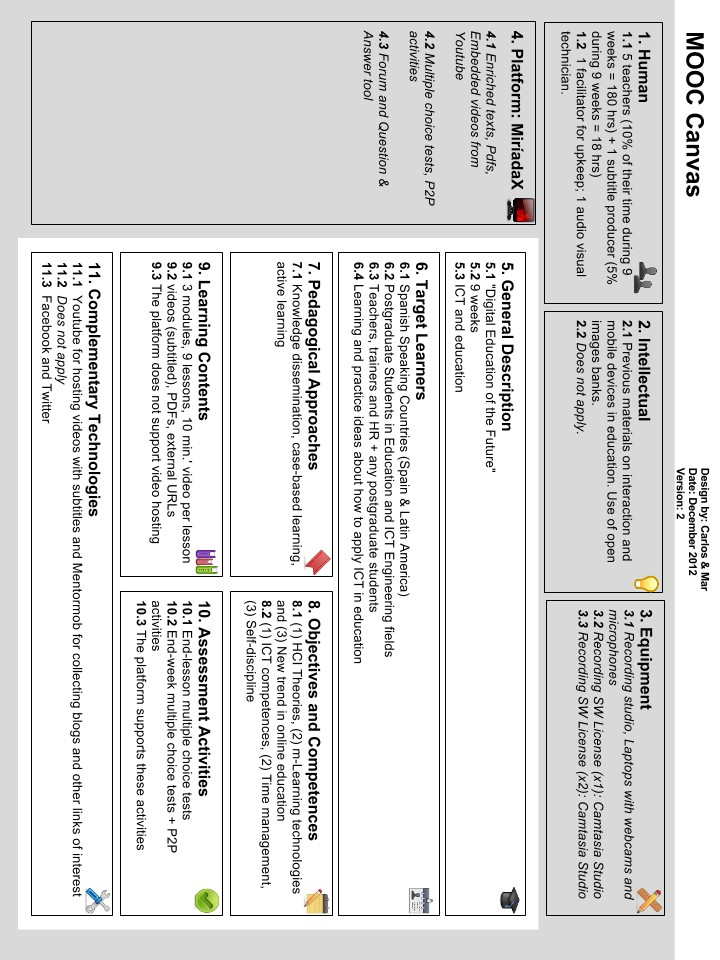 MOOC Canvas
Design by: Carlos & Mar
Date: December 2012
Version: 2
1. Human
1.1 5 teachers (10% of their time during 9
weeks = 180 hrs) + 1 subtitle producer (5%
during 9 weeks = 18 hrs)
1.2 1 facilitator for upkeep; 1 audio visual
technician.
2. Intellectual
2.1 Previous materials on interaction and
mobile devices in education. Use of open
images banks.
2.2 Does not apply.
3. Equipment
3.1 Recording studio, Laptops with webcams and
microphones
3.2 Recording SW License (x1): Camtasia Studio
3.3 Recording SW License (x2): Camtasia Studio
4. Platform: MiriadaX
4.1 Enriched texts, Pdfs,
Embedded videos from
Youtube
4.2 Multiple choice tests, P2P
activities
4.3 Forum and Question &
Answer tool
5. General Description
5.1 "Digital Education of the Future"
5.2 9 weeks
5.3 ICT and education
6. Target Learners
6.1 Spanish Speaking Countries (Spain & Latin America)
6.2 Postgraduate Students in Education and ICT Engineering fields
6.3 Teachers, trainers and HR + any postgraduate students
6.4 Learning and practice ideas about how to apply ICT in education
7. Pedagogical Approaches
7.1 Knowledge dissemination, case-based learning,
active learning
8. Objectives and Competences
8.1 (1) HCI Theories, (2) m-Learning technologies
and (3) New trend in online education
8.2 (1) ICT competences, (2) Time management,
(3) Self-discipline
9. Learning Contents
9.1 3 modules, 9 lessons, 10 min.' video per lesson
9.2 videos (subtitled), PDFs, external URLs
9.3 The platform does not support video hosting
10. Assessment Activities
10.1 End-lesson multiple choice tests
10.2 End-week multiple choice tests + P2P
activities
10.3 The platform supports these activities
11. Complementary Technologies
11.1 Youtube for hosting videos with subtitles and Mentormob for collecting blogs and other links of interest
11.2 Does not apply
11.3 Facebook and Twitter